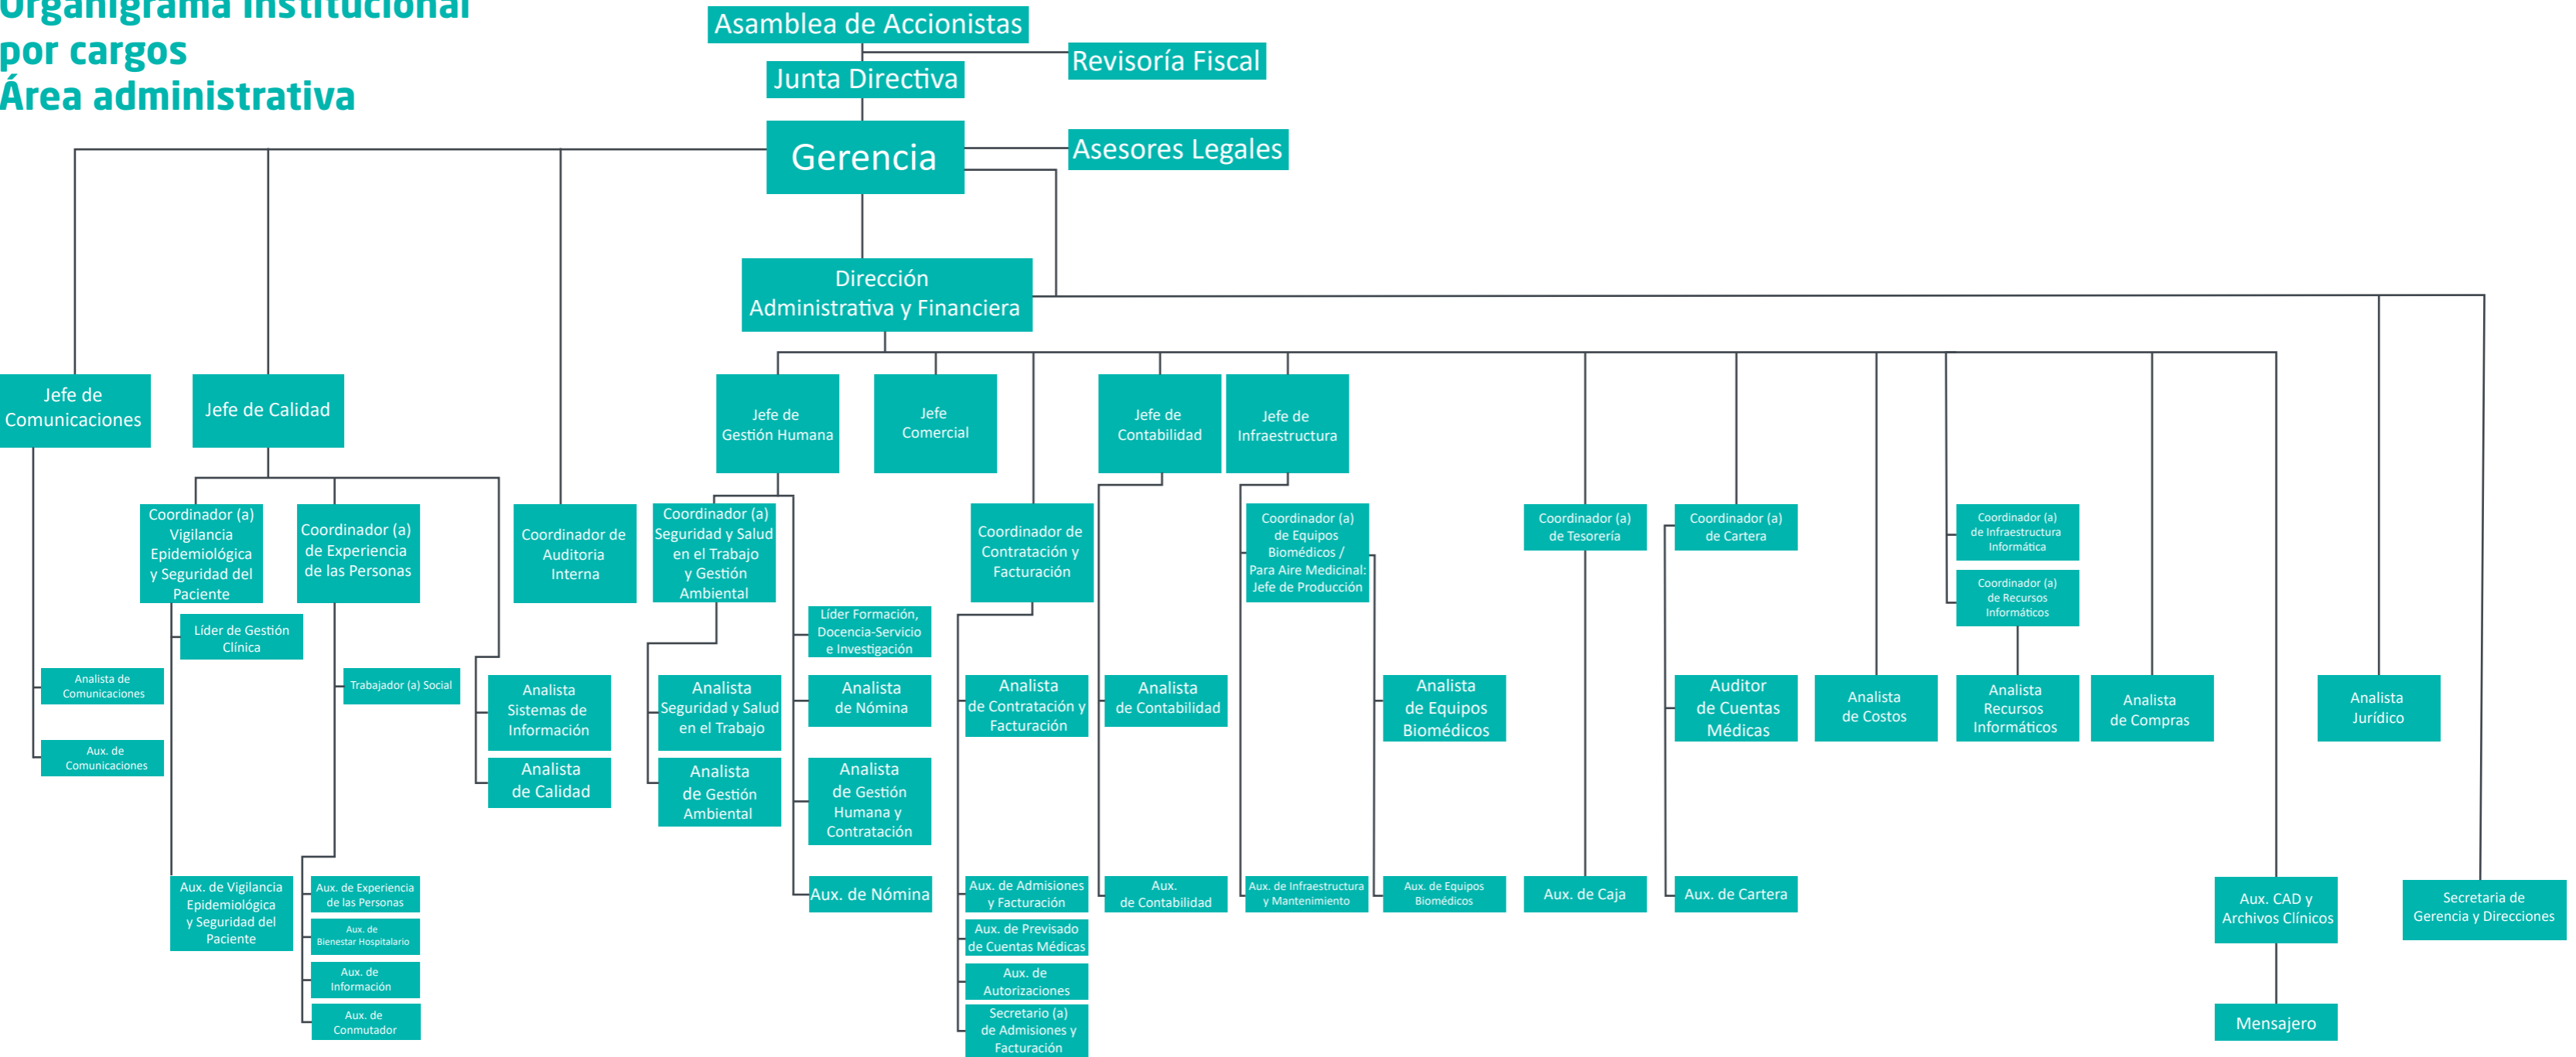 Organigrama institucional
por cargos
Área administrativa
Asamblea de Accionistas
Revisoría Fiscal
Junta Directiva
Gerencia
Asesores Legales
Dirección
Administrativa y Financiera
Jefe de
Comunicaciones
Jefe de Calidad
Jefe de
Gestión Humana
Jefe
Comercial
Jefe de
Contabilidad
Jefe de
Infraestructura
Coordinador (a)
Vigilancia
Epidemiológica
y Seguridad del
Paciente
Coordinador (a)
de Experiencia
de las Personas
Coordinador de
Auditoria
Interna
Coordinador (a)
Seguridad y Salud
en el Trabajo
y Gestión
Ambiental
Coordinador de
Contratación y
Facturación
Coordinador (a)
de Equipos
Biomédicos /
Para Aire Medicinal:
Jefe de Producción
Coordinador (a)
de Tesorería
Coordinador (a)
de Cartera
Coordinador (a)
de Infraestructura
Informática
Coordinador (a)
de Recursos
Informáticos
Líder de Gestión
Clínica
Líder Formación,
Docencia-Servicio
e Investigación
Analista de
Comunicaciones
Trabajador (a) Social
Analista
Sistemas de
Información
Analista
Seguridad y Salud
en el Trabajo
Analista
de Nómina
Analista
de Contratación y
Facturación
Analista
de Contabilidad
Analista
de Equipos
Biomédicos
Auditor
de Cuentas
Médicas
Analista
de Costos
Analista
Recursos
Informáticos
Analista
de Compras
Analista
Jurídico
Aux. de
Comunicaciones
Analista
de Calidad
Analista
de Gestión
Ambiental
Analista
de Gestión
Humana y
Contratación
Aux. de Vigilancia
Epidemiológica
y Seguridad del
Paciente
Aux. de Experiencia
de las Personas
Aux. de
Bienestar Hospitalario
Aux. de
Información
Aux. de
Conmutador
Aux. de Nómina
Aux. de Admisiones
y Facturación
Aux. de Previsado
de Cuentas Médicas
Aux. de
Autorizaciones
Secretario (a)
de Admisiones y
Facturación
Aux.
de Contabilidad
Aux. de Infraestructura
y Mantenimiento
Aux. de Equipos
Biomédicos
Aux. de Caja
Aux. de Cartera
Aux. CAD y
Archivos Clínicos
Secretaria de
Gerencia y Direcciones
Mensajero